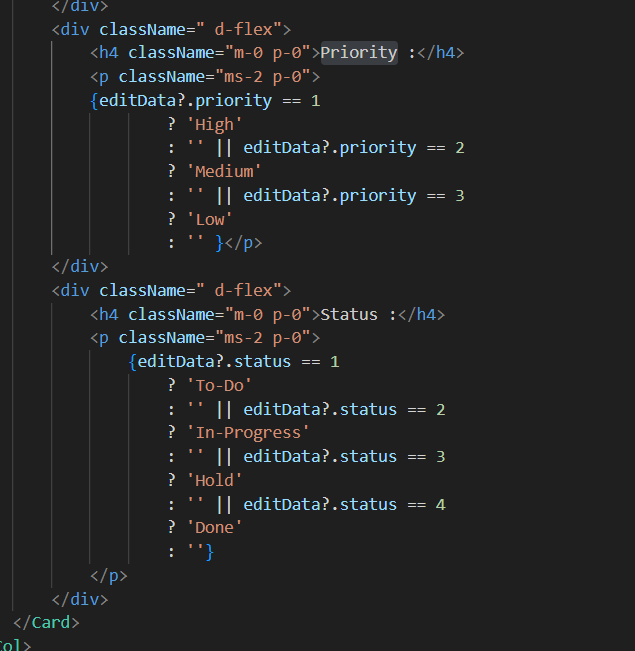 </div>
<div className=" d-flex">
<h4 className="m-0 p-0">Priority :</h4>
<p className="ms-2 p-0">
{editData?.priority == 1
? 'High'
: '' || editData?.priority == 2
? 'Medium'
: '' || editData?.priority == 3
? 'Low'
: '' }</p>
</div>
<div className=" d-flex">
<h4 className="m-0 p-0">Status :</h4>
<p className="ms-2 p-0">
{editData?.status == 1
? 'To-Do'
: '' || editData?.status == 2
? 'In-Progress'
: '' || editData?.status == 3
? 'Hold'
: '' || editData?.status == 4
? 'Done'
: ''}
</p>
</div>
</Card>
ol>